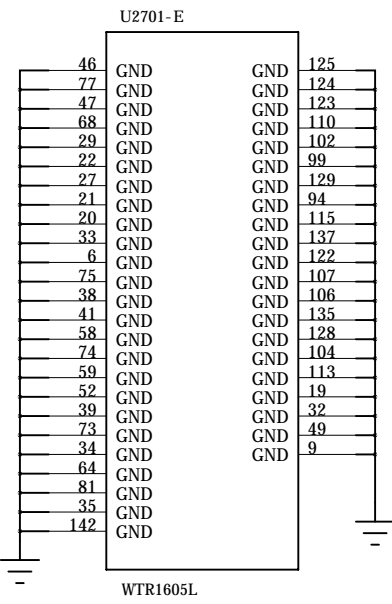 U2701-E
46 GND GND 125
77 GND GND 124
47 GND GND 123
68 GND GND 110
29 GND GND 102
22 GND GND 99
27 GND GND 129
21 GND GND 94
20 GND GND 115
33 GND GND 137
6 GND GND 122
75 GND GND 107
38 GND GND 106
41 GND GND 135
58 GND GND 128
74 GND GND 104
59 GND GND 113
52 GND GND 19
39 GND GND 32
73 GND GND 49
34 GND GND 9
64 GND
81 GND
35 GND
142 GND
WTR1605L